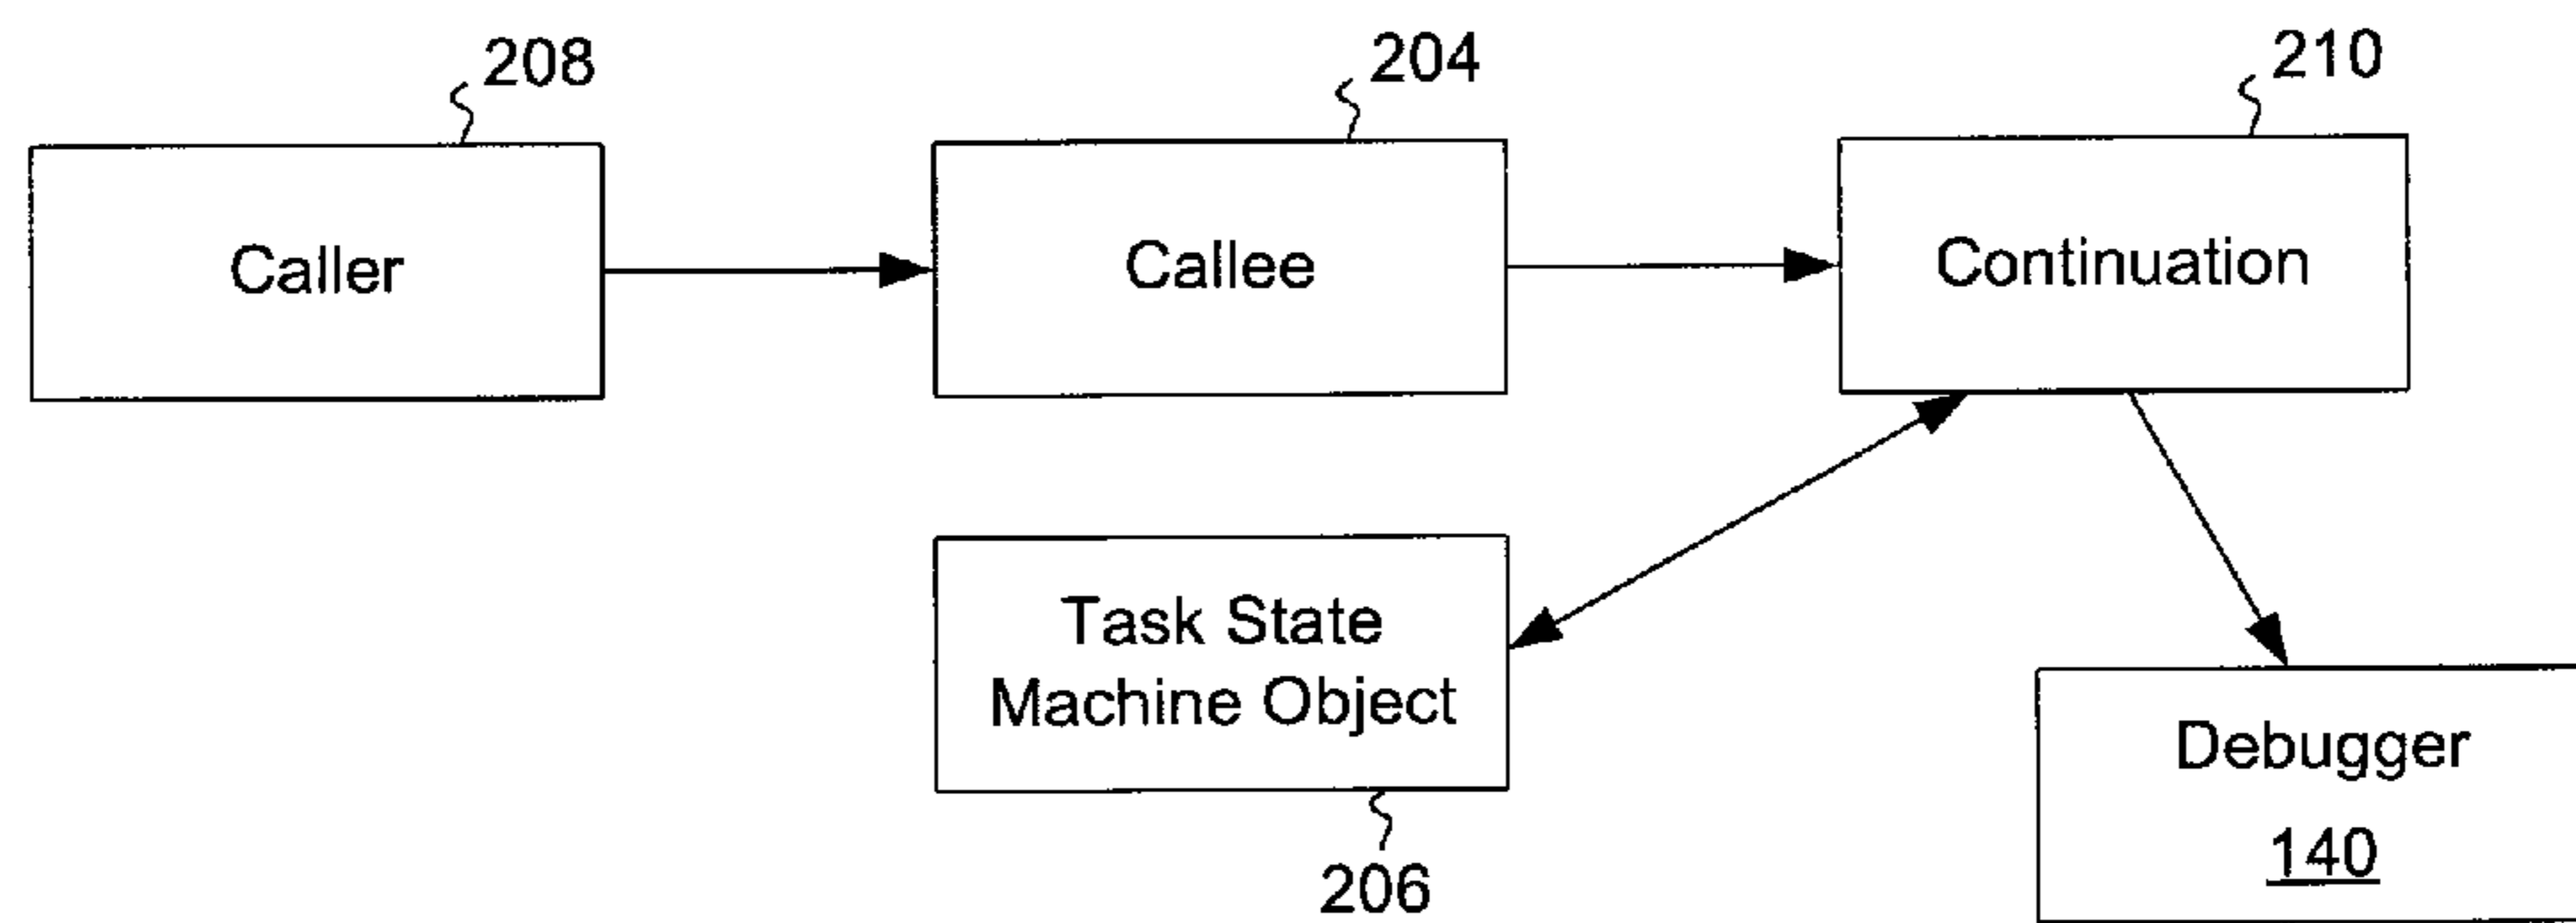 208
204
210
Caller
Callee
Continuation
Task State
Machine Object
206
Debugger
140